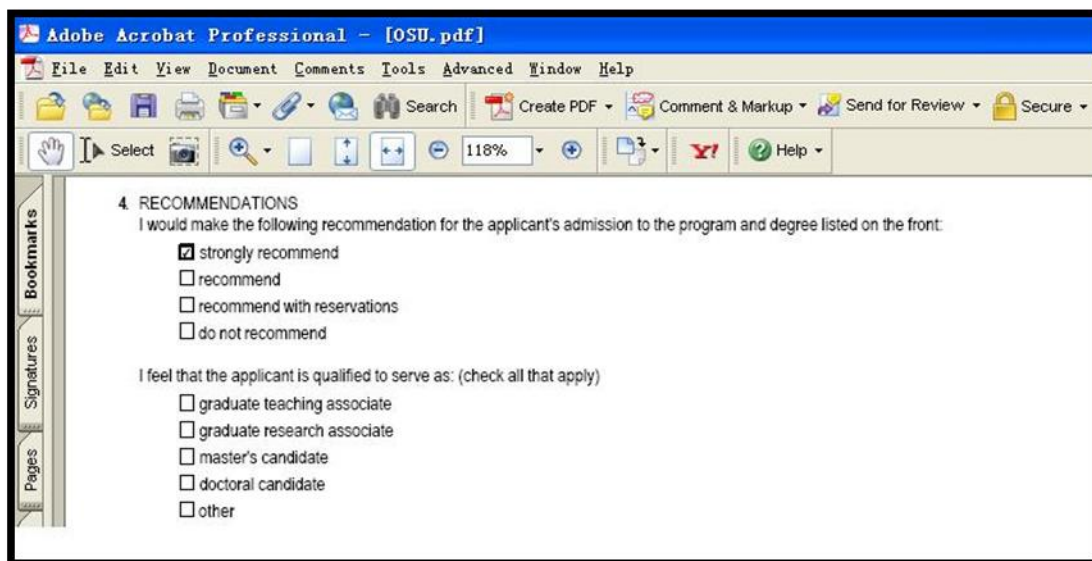 Adobe Acrobat Professional - [OSU.pdf]
File Edit View Document Comments Tools Advanced Window Help
Search Create PDF Comment & Markup Send for Review Secure
Select 118% Y! Help
Bookmarks
Signatures
Pages
4. RECOMMENDATIONS
I would make the following recommendation for the applicant's admission to the program and degree listed on the front:
strongly recommend
recommend
recommend with reservations
do not recommend
I feel that the applicant is qualified to serve as: (check all that apply)
graduate teaching associate
graduate research associate
master's candidate
doctoral candidate
other